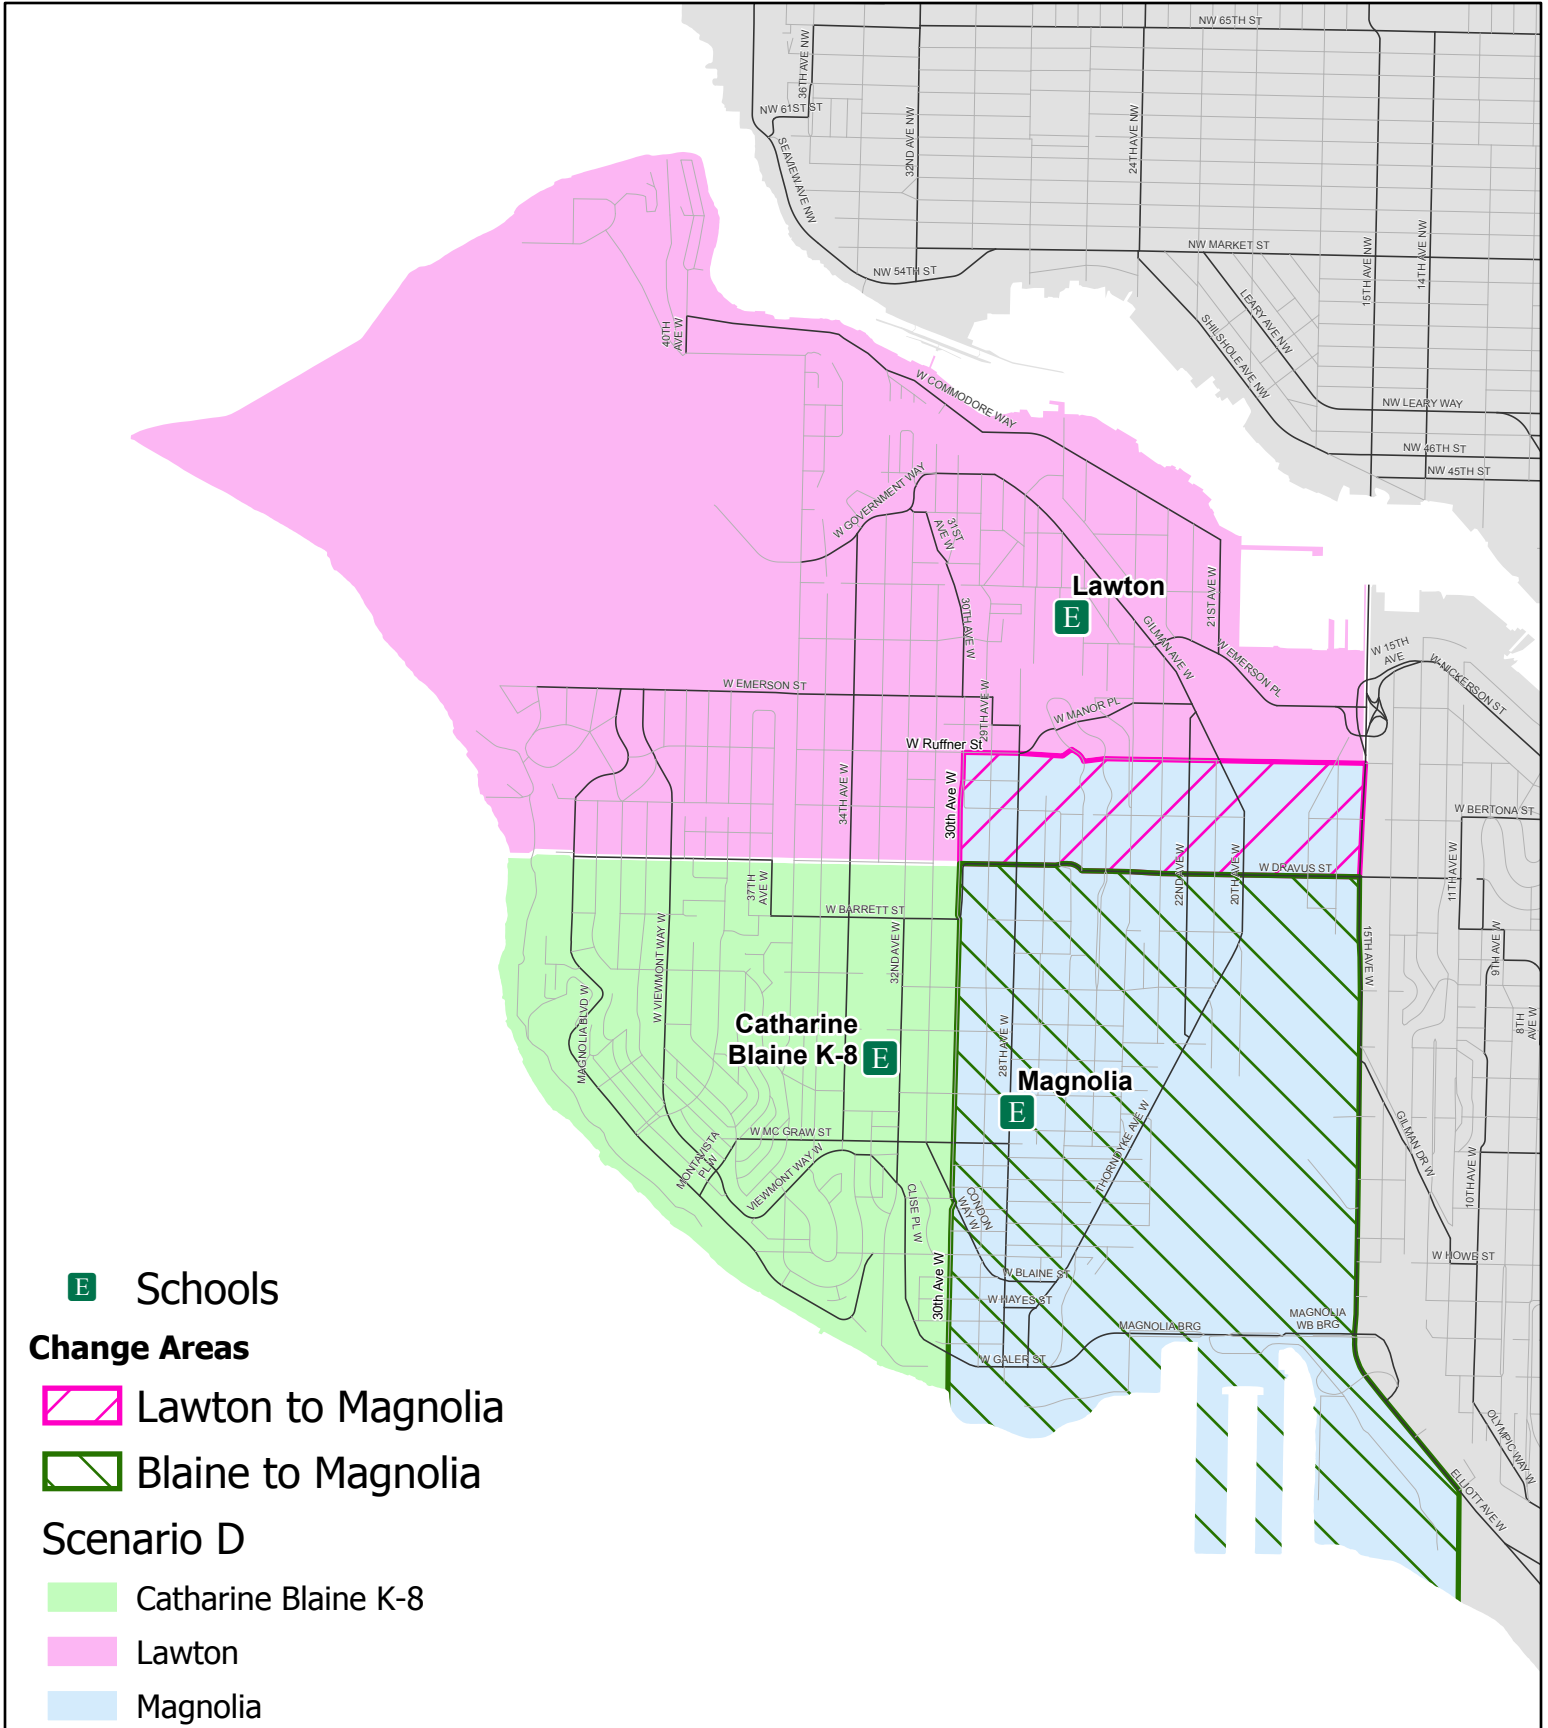 NW 65TH ST
36TH AVE NW
NW 61ST ST
32ND AVE NW
24TH AVE NW
SEAVIEW AVE NW
15TH AVE NW
14TH AVE NW
NW MARKET ST
NW 54TH ST
LEARY AVE NW
SHILSHOLE AVE NW
40TH
AVE W
W COMMODORE WAY
NW LEARY WAY
NW 46TH ST
NW 45TH ST
W GOVERNMENT WAY
31ST
AVE W
Lawton
E
21ST AVE W
30TH AVE W
GILMAN AVE W
W EMERSON PL
W 15TH
AVE
W NICKERSON ST
W EMERSON ST
29TH AVE W
W MANOR PL
W Ruffner St
34TH AVE W
30th Ave W
W BERTONA ST
22ND AVE W
20TH AVE W
W DRAVUS ST
11TH AVE W
37TH
AVE W
W BARRETT ST
W VIEWMONT WAY W
32ND AVE W
15TH AVE W
9TH AVE W
MAGNOLIA BLVD W
8TH
AVE W
Catharine
Blaine K-8
E
28TH AVE W
Magnolia
E
W MC GRAW ST
MONTAVISTA
PL W
VIEWMONT WAY W
THORNDYKE AVE W
GILMAN DR W
10TH AVE W
CLISE PL W
CONDON
WAY W
W HOWE ST
30th Ave W
W BLAINE ST
W HAYES ST
MAGNOLIA BRG
MAGNOLIA
WB BRG
W GALER ST
OLYMPIC WAY W
ELLIOTT AVE W
E Schools
Change Areas
Lawton to Magnolia
Blaine to Magnolia
Scenario D
Catharine Blaine K-8
Lawton
Magnolia